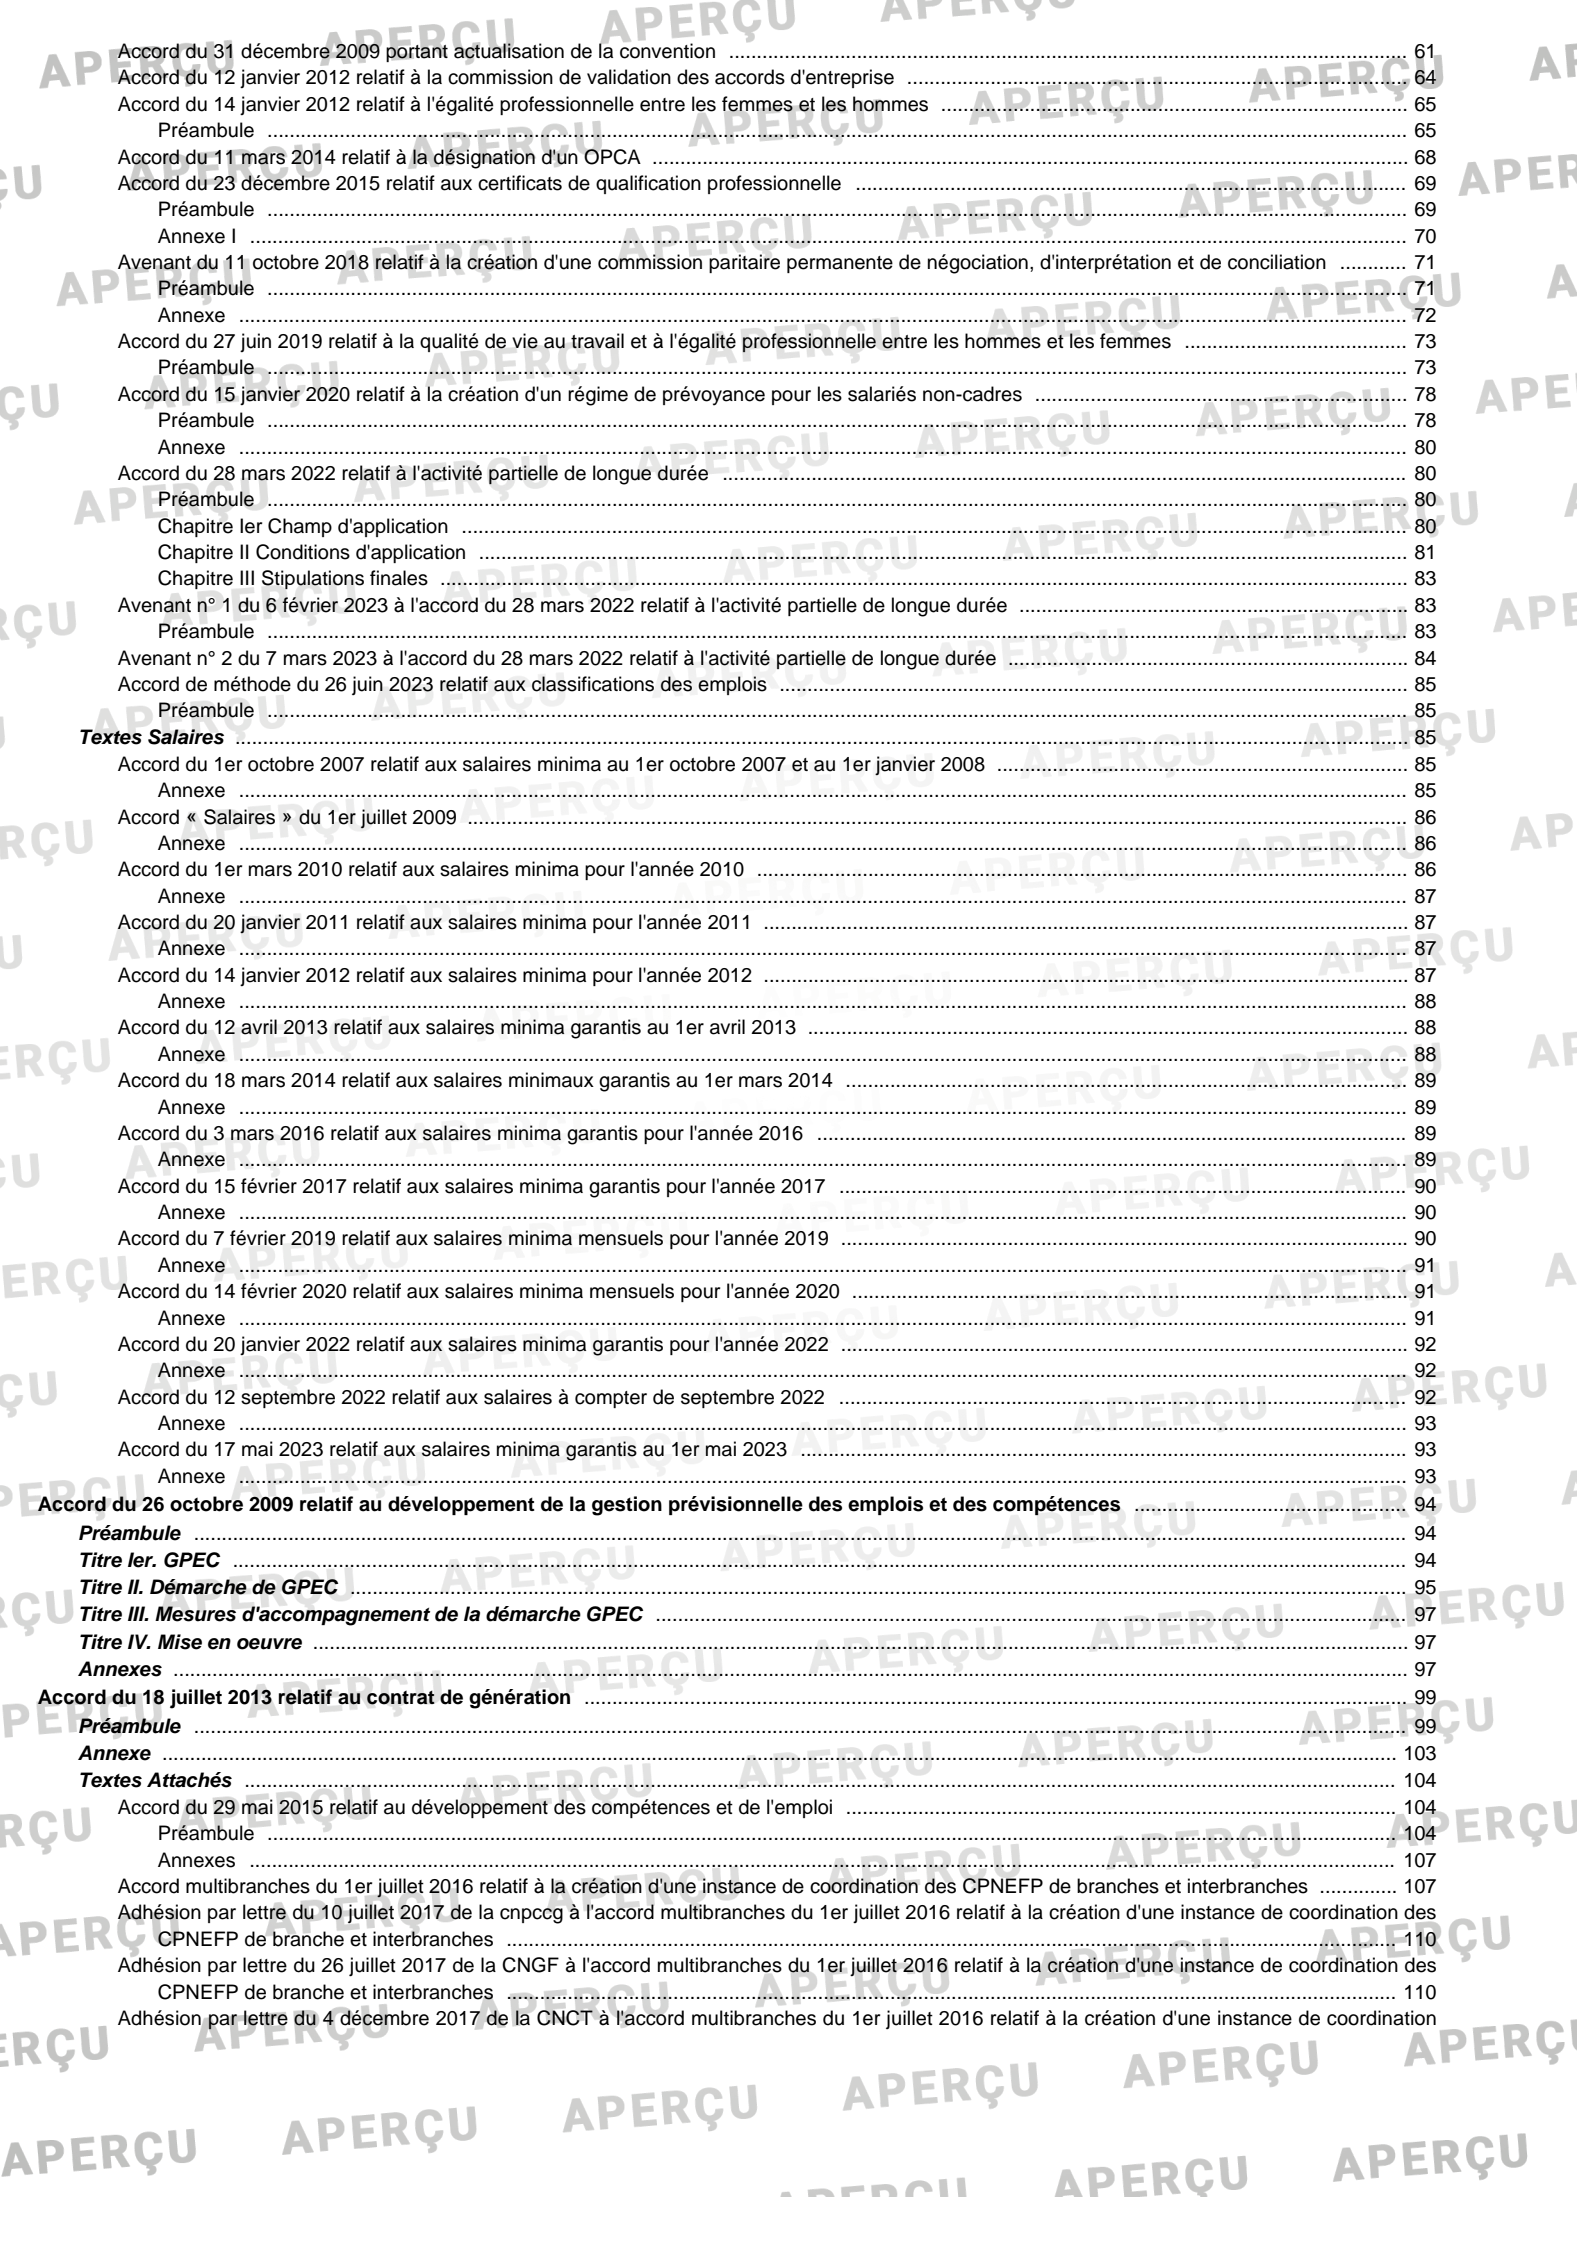 Accord du 31 décembre 2009 portant actualisation de la convention 61
Accord du 12 janvier 2012 relatif à la commission de validation des accords d'entreprise 64
Accord du 14 janvier 2012 relatif à l'égalité professionnelle entre les femmes et les hommes 65
Préambule 65
Accord du 11 mars 2014 relatif à la désignation d'un OPCA 68
Accord du 23 décembre 2015 relatif aux certificats de qualification professionnelle 69
Préambule 69
Annexe I 70
Avenant du 11 octobre 2018 relatif à la création d'une commission paritaire permanente de négociation, d'interprétation et de conciliation 71
Préambule 71
Annexe 72
Accord du 27 juin 2019 relatif à la qualité de vie au travail et à l'égalité professionnelle entre les hommes et les femmes 73
Préambule 73
Accord du 15 janvier 2020 relatif à la création d'un régime de prévoyance pour les salariés non-cadres 78
Préambule 78
Annexe 80
Accord du 28 mars 2022 relatif à l'activité partielle de longue durée 80
Préambule 80
Chapitre Ier Champ d'application 80
Chapitre II Conditions d'application 81
Chapitre III Stipulations finales 83
Avenant n° 1 du 6 février 2023 à l'accord du 28 mars 2022 relatif à l'activité partielle de longue durée 83
Préambule 83
Avenant n° 2 du 7 mars 2023 à l'accord du 28 mars 2022 relatif à l'activité partielle de longue durée 84
Accord de méthode du 26 juin 2023 relatif aux classifications des emplois 85
Préambule 85
Textes Salaires 85
Accord du 1er octobre 2007 relatif aux salaires minima au 1er octobre 2007 et au 1er janvier 2008 85
Annexe 85
Accord « Salaires » du 1er juillet 2009 86
Annexe 86
Accord du 1er mars 2010 relatif aux salaires minima pour l'année 2010 86
Annexe 87
Accord du 20 janvier 2011 relatif aux salaires minima pour l'année 2011 87
Annexe 87
Accord du 14 janvier 2012 relatif aux salaires minima pour l'année 2012 87
Annexe 88
Accord du 12 avril 2013 relatif aux salaires minima garantis au 1er avril 2013 88
Annexe 88
Accord du 18 mars 2014 relatif aux salaires minimaux garantis au 1er mars 2014 89
Annexe 89
Accord du 3 mars 2016 relatif aux salaires minima garantis pour l'année 2016 89
Annexe 89
Accord du 15 février 2017 relatif aux salaires minima garantis pour l'année 2017 90
Annexe 90
Accord du 7 février 2019 relatif aux salaires minima mensuels pour l'année 2019 90
Annexe 91
Accord du 14 février 2020 relatif aux salaires minima mensuels pour l'année 2020 91
Annexe 91
Accord du 20 janvier 2022 relatif aux salaires minima garantis pour l'année 2022 92
Annexe 92
Accord du 12 septembre 2022 relatif aux salaires à compter de septembre 2022 92
Annexe 93
Accord du 17 mai 2023 relatif aux salaires minima garantis au 1er mai 2023 93
Annexe 93
Accord du 26 octobre 2009 relatif au développement de la gestion prévisionnelle des emplois et des compétences 94
Préambule 94
Titre Ier. GPEC 94
Titre II. Démarche de GPEC 95
Titre III. Mesures d'accompagnement de la démarche GPEC 97
Titre IV. Mise en oeuvre 97
Annexes 97
Accord du 18 juillet 2013 relatif au contrat de génération 99
Préambule 99
Annexe 103
Textes Attachés 104
Accord du 29 mai 2015 relatif au développement des compétences et de l'emploi 104
Préambule 104
Annexes 107
Accord multibranches du 1er juillet 2016 relatif à la création d'une instance de coordination des CPNEFP de branches et interbranches 107
Adhésion par lettre du 10 juillet 2017 de la cnpccg à l'accord multibranches du 1er juillet 2016 relatif à la création d'une instance de coordination des
CPNEFP de branche et interbranches 110
Adhésion par lettre du 26 juillet 2017 de la CNGF à l'accord multibranches du 1er juillet 2016 relatif à la création d'une instance de coordination des
CPNEFP de branche et interbranches 110
Adhésion par lettre du 4 décembre 2017 de la CNCT à l'accord multibranches du 1er juillet 2016 relatif à la création d'une instance de coordination
APERÇU